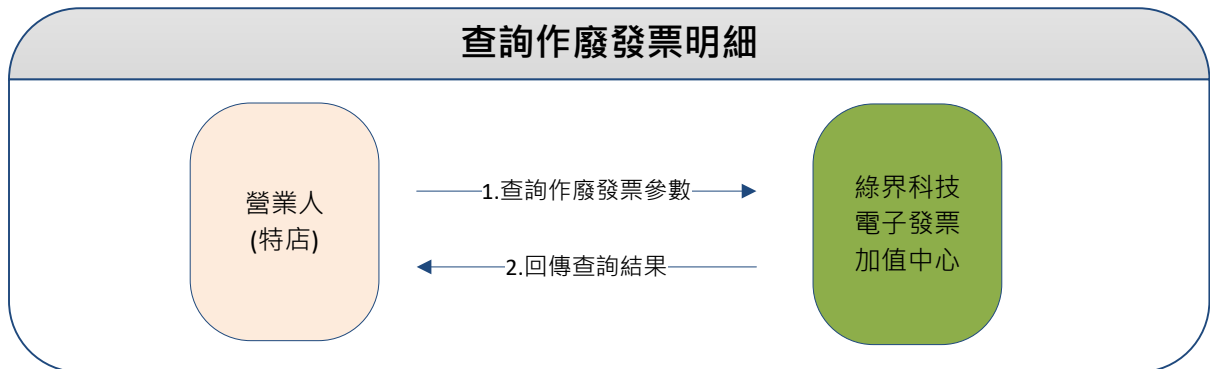 查詢作廢發票明細
營業人
(特店)
1.查詢作廢發票參數
2.回傳查詢結果
綠界科技
電子發票
加值中心